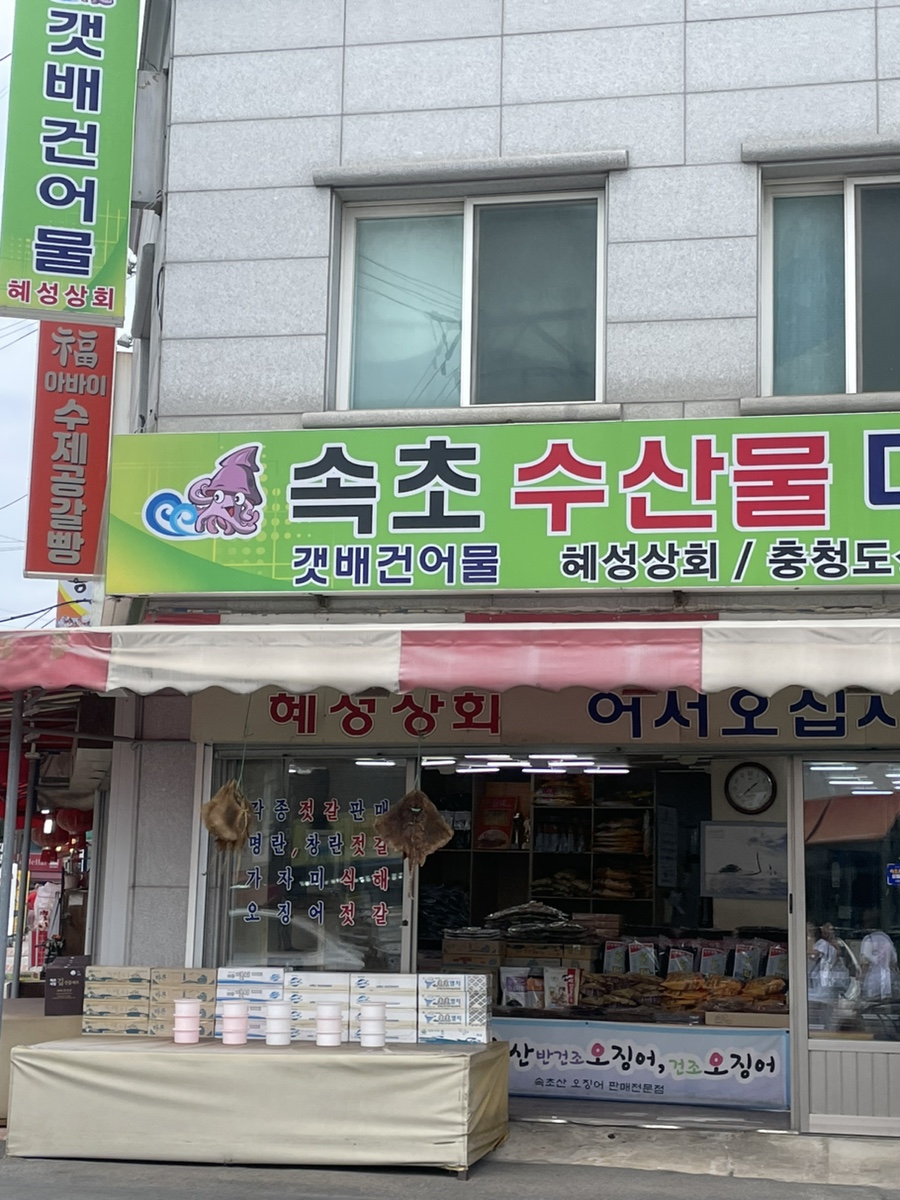 갯배건어물
혜성상회
福
아바이
수제공갈빵
속초 수산물
갯배건어물 혜성상회 / 충청도
혜성상회 어서오십시
각종젓갈판매
명란,창란젓갈
가자미식해
오징어젓갈
산 반건조오징어, 건조오징어
속초산 오징어 판매전문점